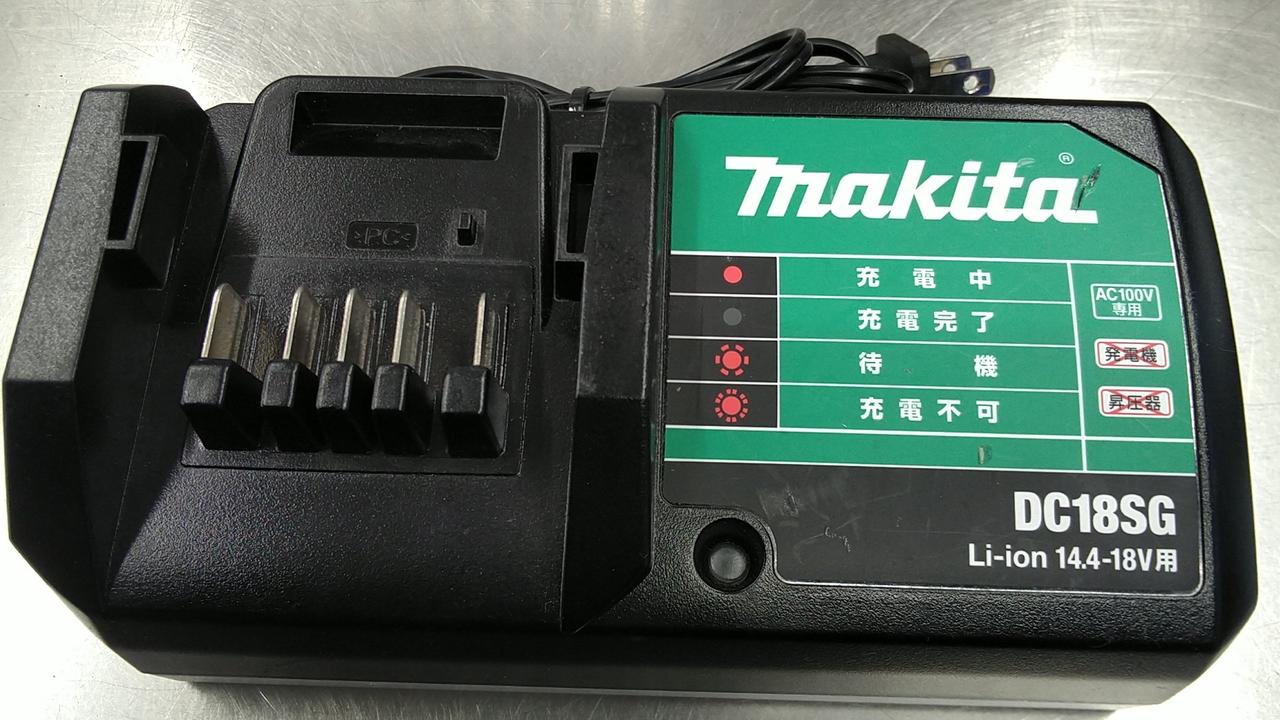 >PC<
makita®
充電中
充電完了
待機
充電不可
AC100V
専用
発電機
昇圧器
DC18SG
Li-ion 14.4-18V用